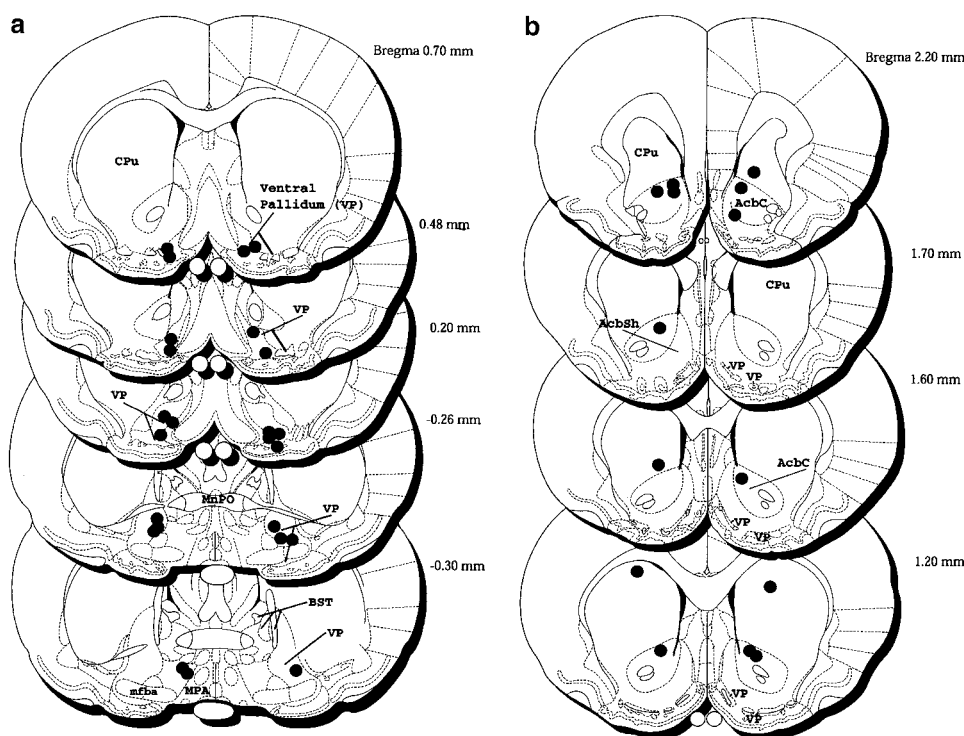 a
Bregma 0.70 mm
CPu
Ventral
Pallidum (VP)
0.48 mm
VP
0.20 mm
VP
-0.26 mm
MnPO
VP
-0.30 mm
BST
VP
mfba
MPA
b
Bregma 2.20 mm
CPu
AcbC
1.70 mm
CPu
AcbSh
VP
VP
1.60 mm
AcbC
VP
VP
1.20 mm
VP
VP